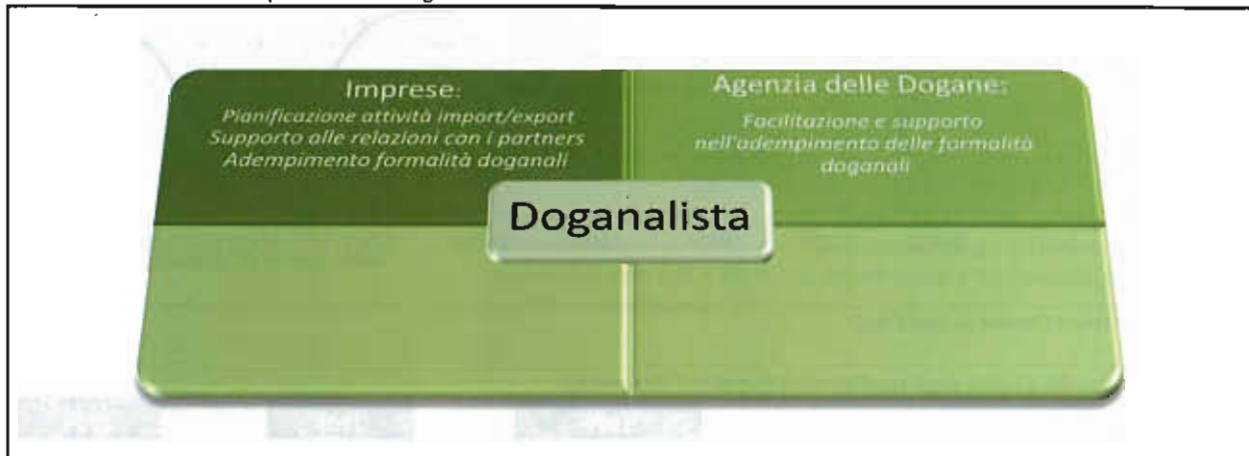 Imprese:
Pianificazione attività import/export
Supporto alle relazioni con i partners
Adempimento formalità doganali
Agenzia delle Dogane:
Facilitazione e supporto
nell'adempimento delle formalità
doganali
Doganalista